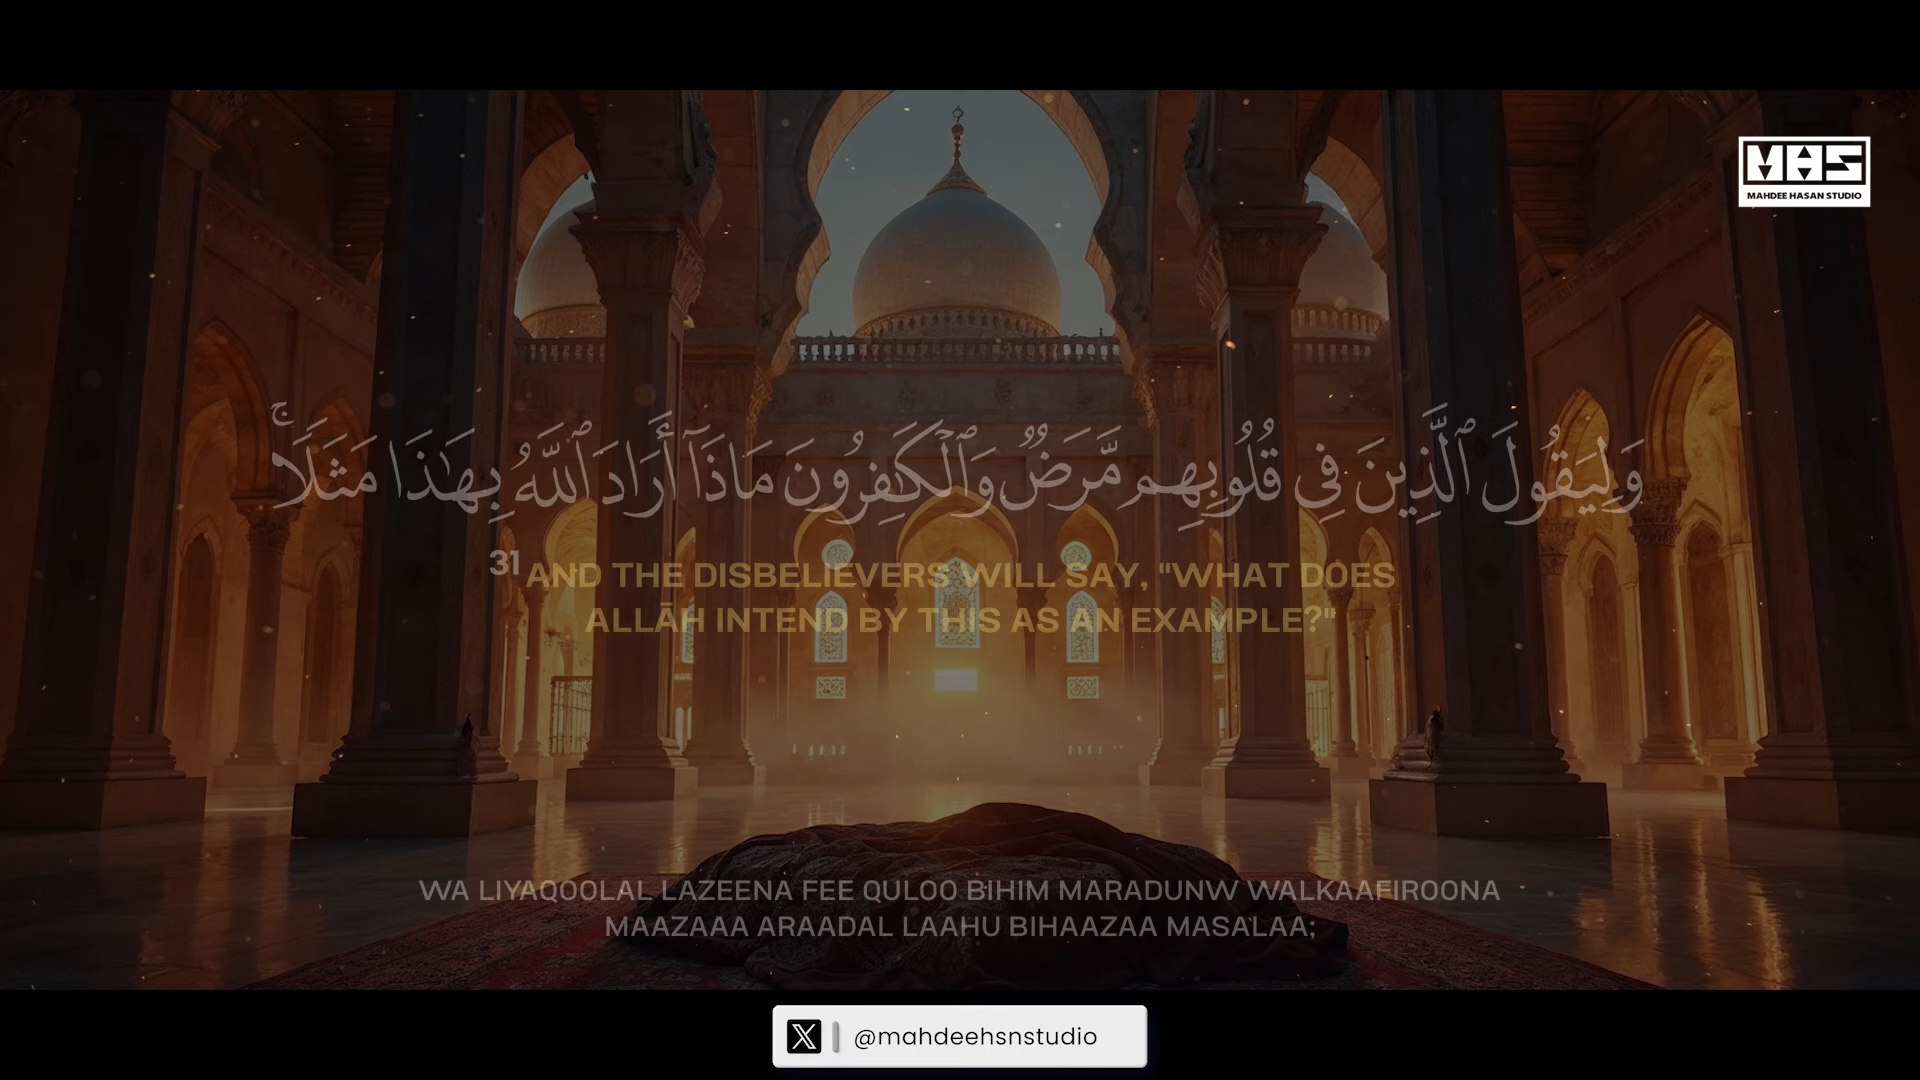 MHS
MAHDEE HASAN STUDIO
وَلِيَقُولَ ٱلَّذِينَ فِى قُلُوبِهِم مَّرَضٌ وَٱلْكَـٰفِرُونَ مَاذَآ أَرَادَ ٱللَّهُ بِهَـٰذَا مَثَلًا ۚ
31 AND THE DISBELIEVERS WILL SAY, "WHAT DOES
ALLĀH INTEND BY THIS AS AN EXAMPLE?"
WA LIYAQOOLAL LAZEENA FEE QULOO BIHIM MARADUNW WALKAAFIROONA
MAAZAAA ARAADAL LAAHU BIHAAZAA MASALAA;
@mahdeehsnstudio